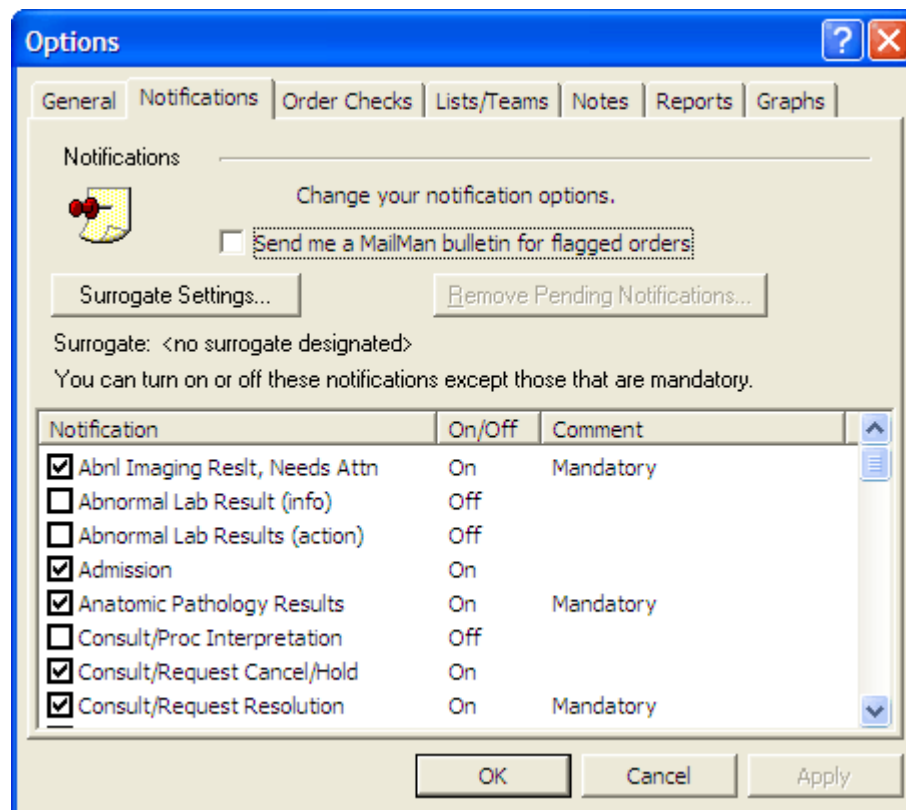 Options
General Notifications Order Checks Lists/Teams Notes Reports Graphs
Notifications
Change your notification options.
Send me a MailMan bulletin for flagged orders
Surrogate Settings... Remove Pending Notifications...
Surrogate: <no surrogate designated>
You can turn on or off these notifications except those that are mandatory.
Notification On/Off Comment
Abnl Imaging Reslt, Needs Attn On Mandatory
Abnormal Lab Result (info) Off
Abnormal Lab Results (action) Off
Admission On
Anatomic Pathology Results On Mandatory
Consult/Proc Interpretation Off
Consult/Request Cancel/Hold On
Consult/Request Resolution On Mandatory
OK Cancel Apply